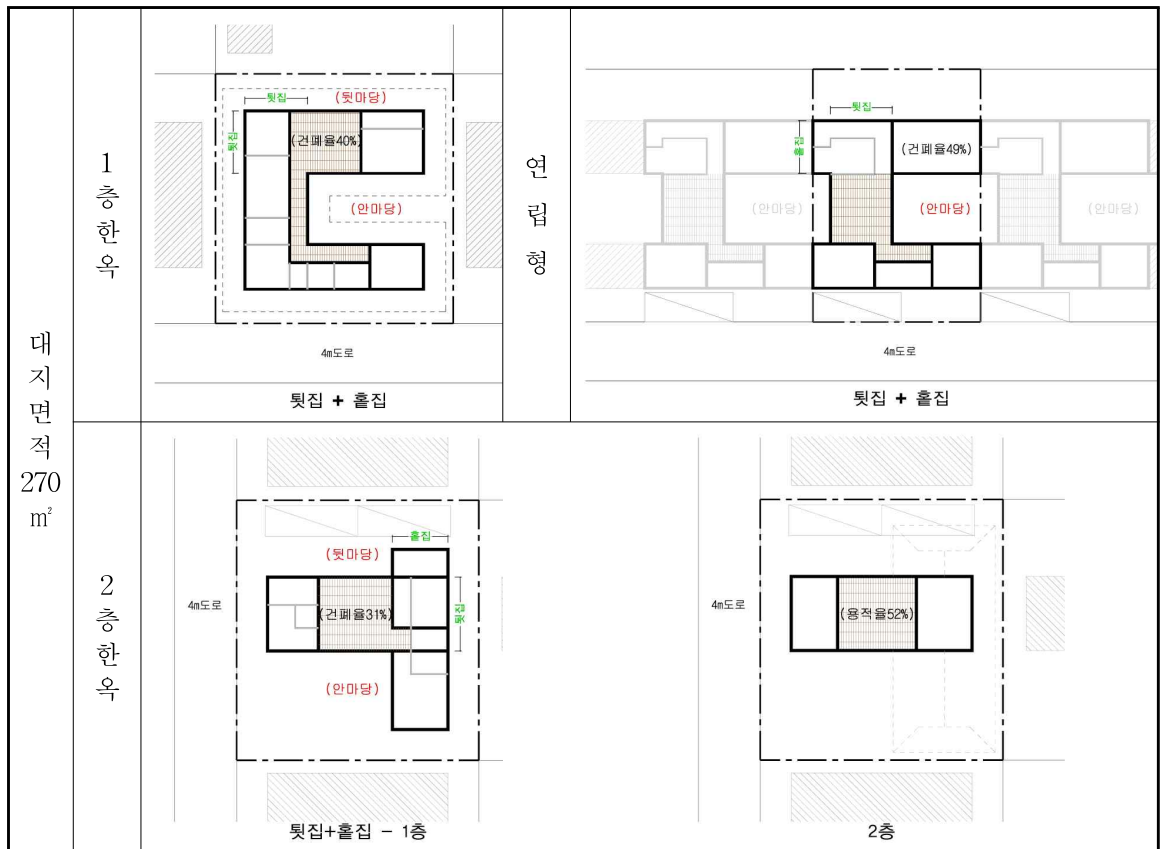 대
지
면
적
270
m²
1
층
한
옥
툇집
(뒷마당)
툇집
(건폐율40%)
(안마당)
4m도로
툇집 + 홑집
연
립
형
툇집
홑집
(건폐율49%)
(안마당)
(안마당)
(안마당)
4m도로
툇집 + 홑집
2
층
한
옥
홑집
(뒷마당)
4m도로
(건폐율31%)
툇집
(안마당)
툇집+홑집 - 1층
4m도로
(용적율52%)
2층